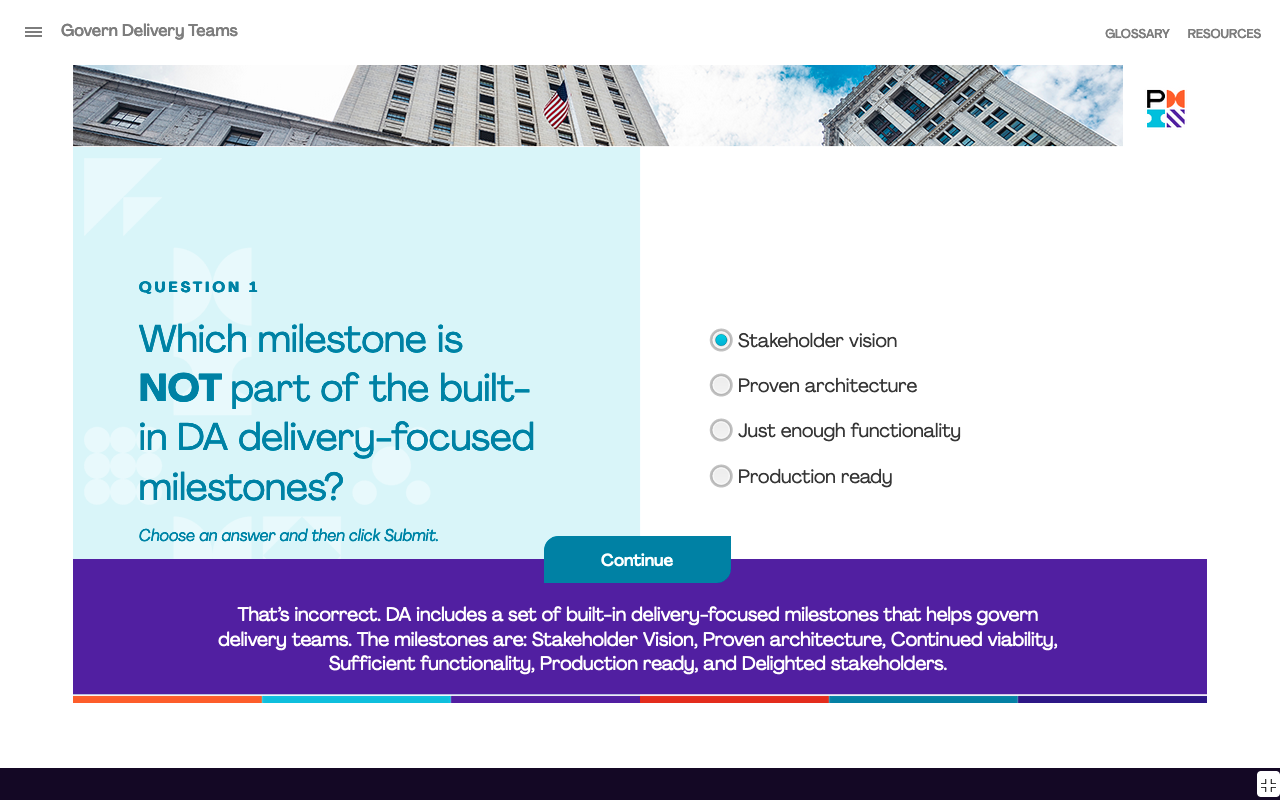 Govern Delivery Teams
GLOSSARY RESOURCES
QUESTION 1
Which milestone is
NOT part of the built-
in DA delivery-focused
milestones?
Choose an answer and then click Submit.
Stakeholder vision
Proven architecture
Just enough functionality
Production ready
Continue
That's incorrect. DA includes a set of built-in delivery-focused milestones that helps govern
delivery teams. The milestones are: Stakeholder Vision, Proven architecture, Continued viability,
Sufficient functionality, Production ready, and Delighted stakeholders.